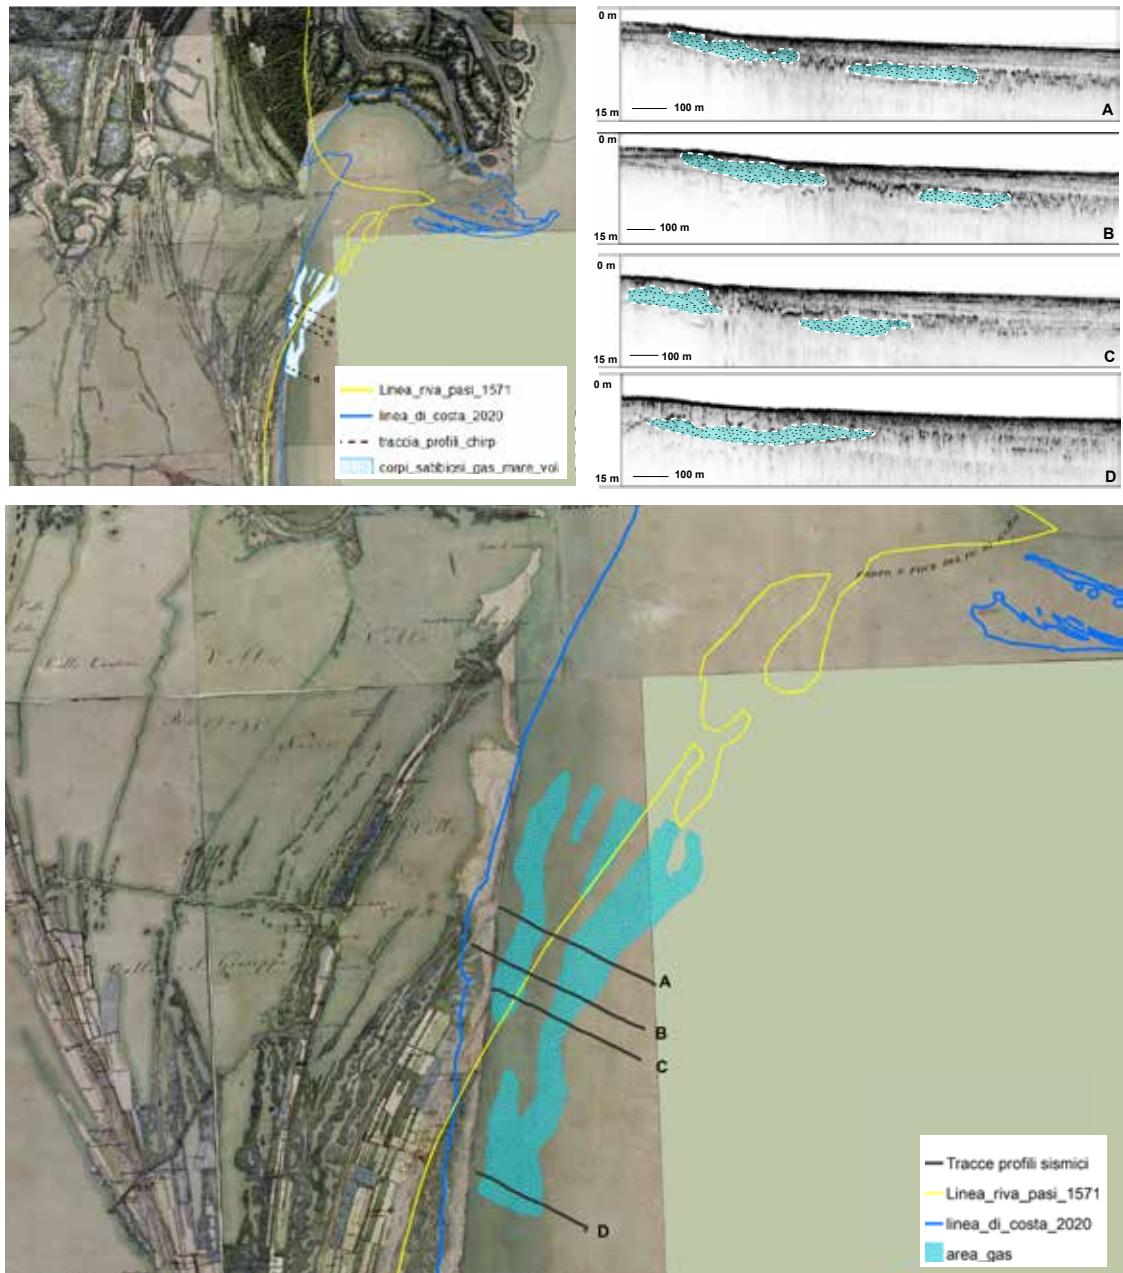 Linea_riva_pasi_1571
linea_di_costa_2020
traccia_profili_chirp
corpi_sabbiosi_gas_mare_vol
0 m
15 m
100 m
A
0 m
15 m
100 m
B
0 m
15 m
100 m
C
0 m
15 m
100 m
D
Valle
A
B
C
D
Tracce profili sismici
Linea_riva_pasi_1571
linea_di_costa_2020
area_gas